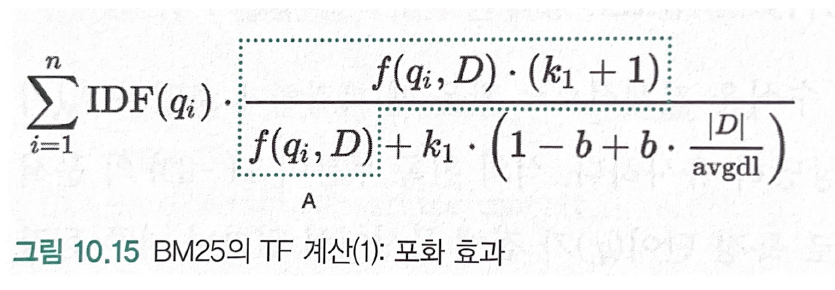 $$\sum_{i=1}^{n} \mathrm{IDF}(q_i) \cdot \frac{f(q_i, D) \cdot (k_1 + 1)}{f(q_i, D) + k_1 \cdot \left(1 - b + b \cdot \frac{|D|}{\mathrm{avgdl}}\right)}$$
A
그림 10.15 BM25의 TF 계산(1): 포화 효과